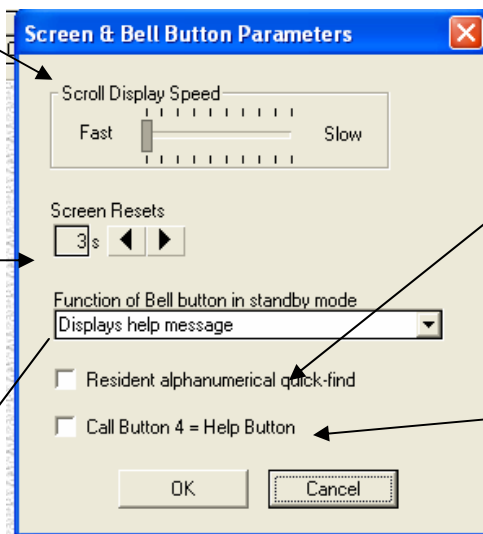 Screen & Bell Button Parameters
Scroll Display Speed
Fast Slow
Screen Resets
3 s
Function of Bell button in standby mode
Displays help message
Resident alphanumerical quick-find
Call Button 4 = Help Button
OK Cancel